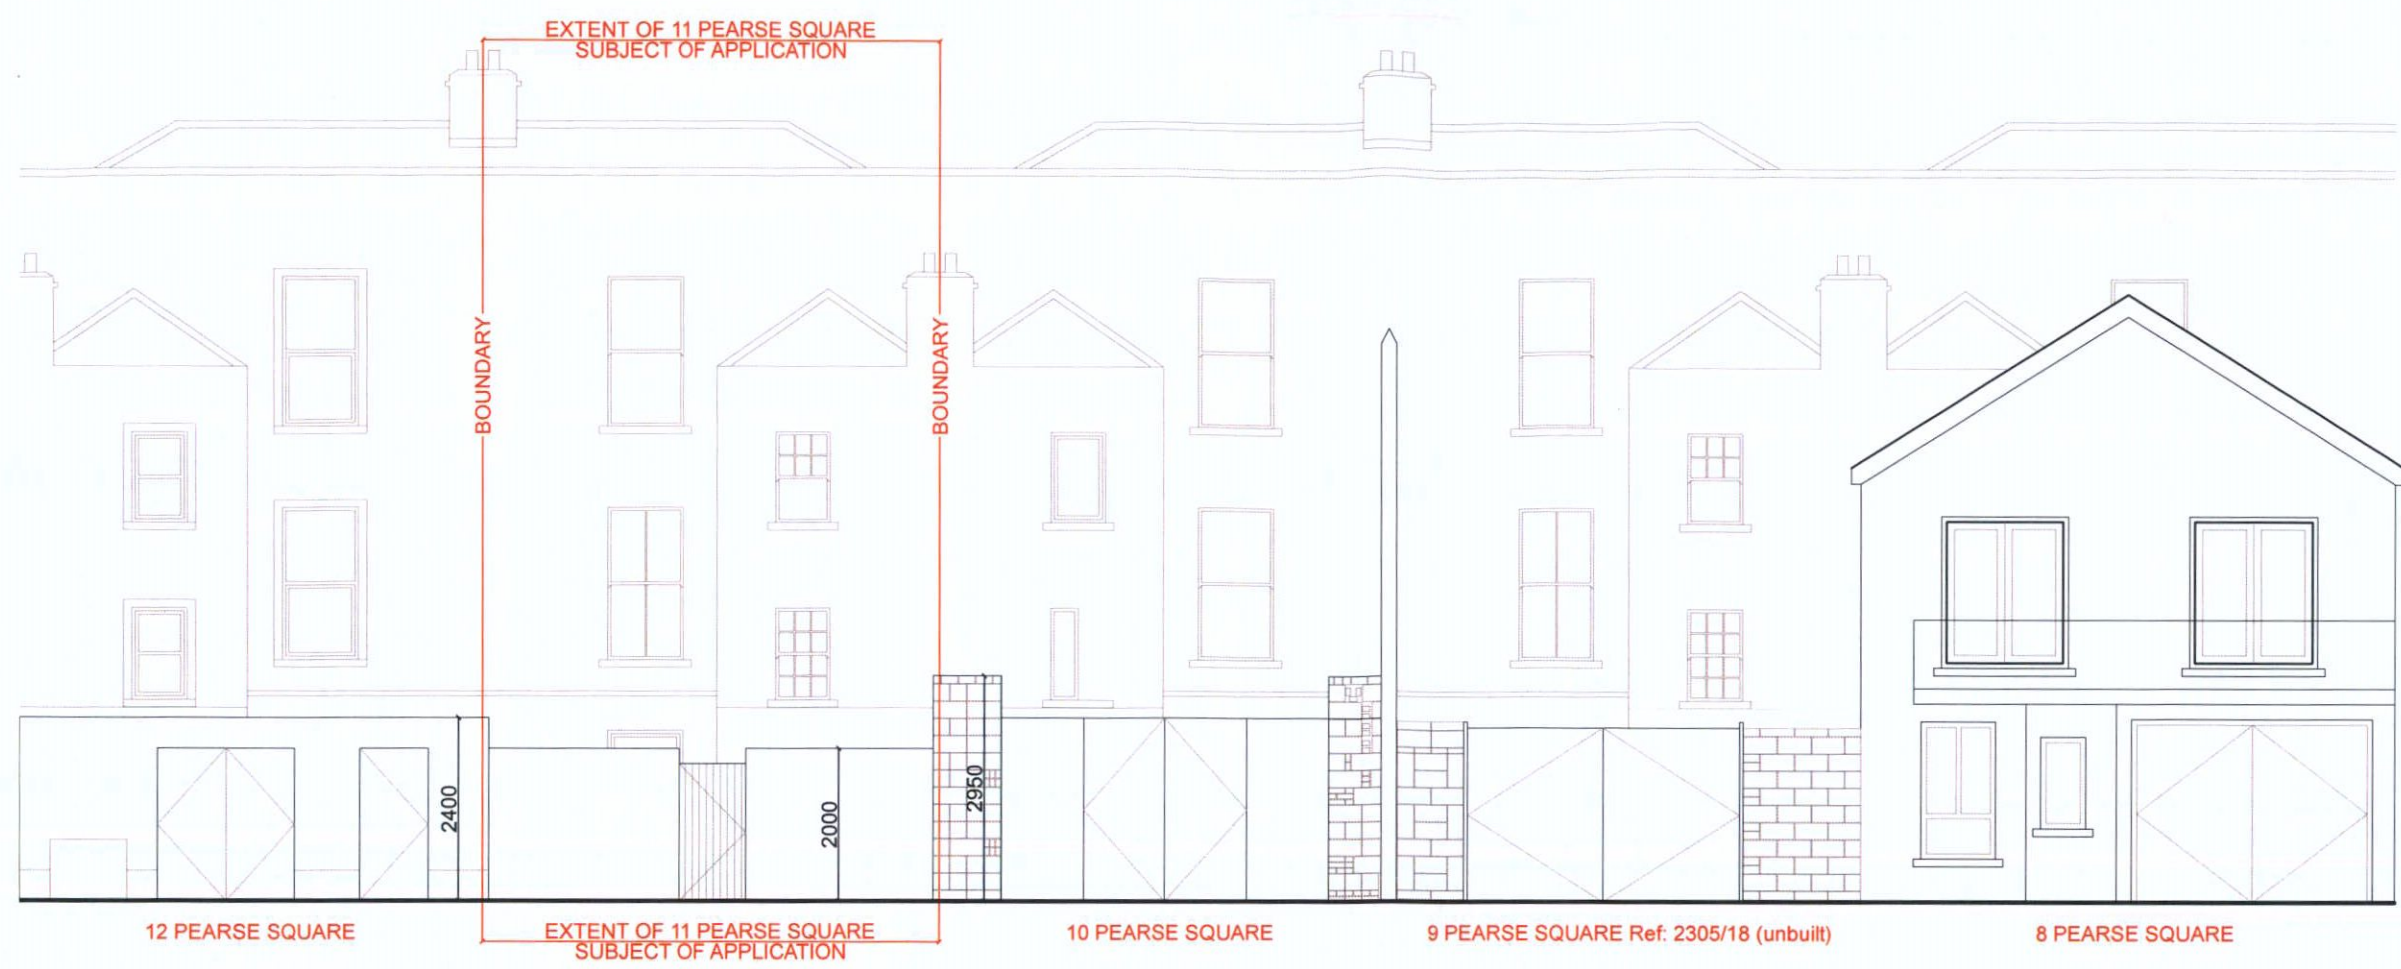 EXTENT OF 11 PEARSE SQUARE
SUBJECT OF APPLICATION
BOUNDARY
BOUNDARY
2400
2000
2950
12 PEARSE SQUARE
EXTENT OF 11 PEARSE SQUARE
SUBJECT OF APPLICATION
10 PEARSE SQUARE
9 PEARSE SQUARE Ref: 2305/18 (unbuilt)
8 PEARSE SQUARE